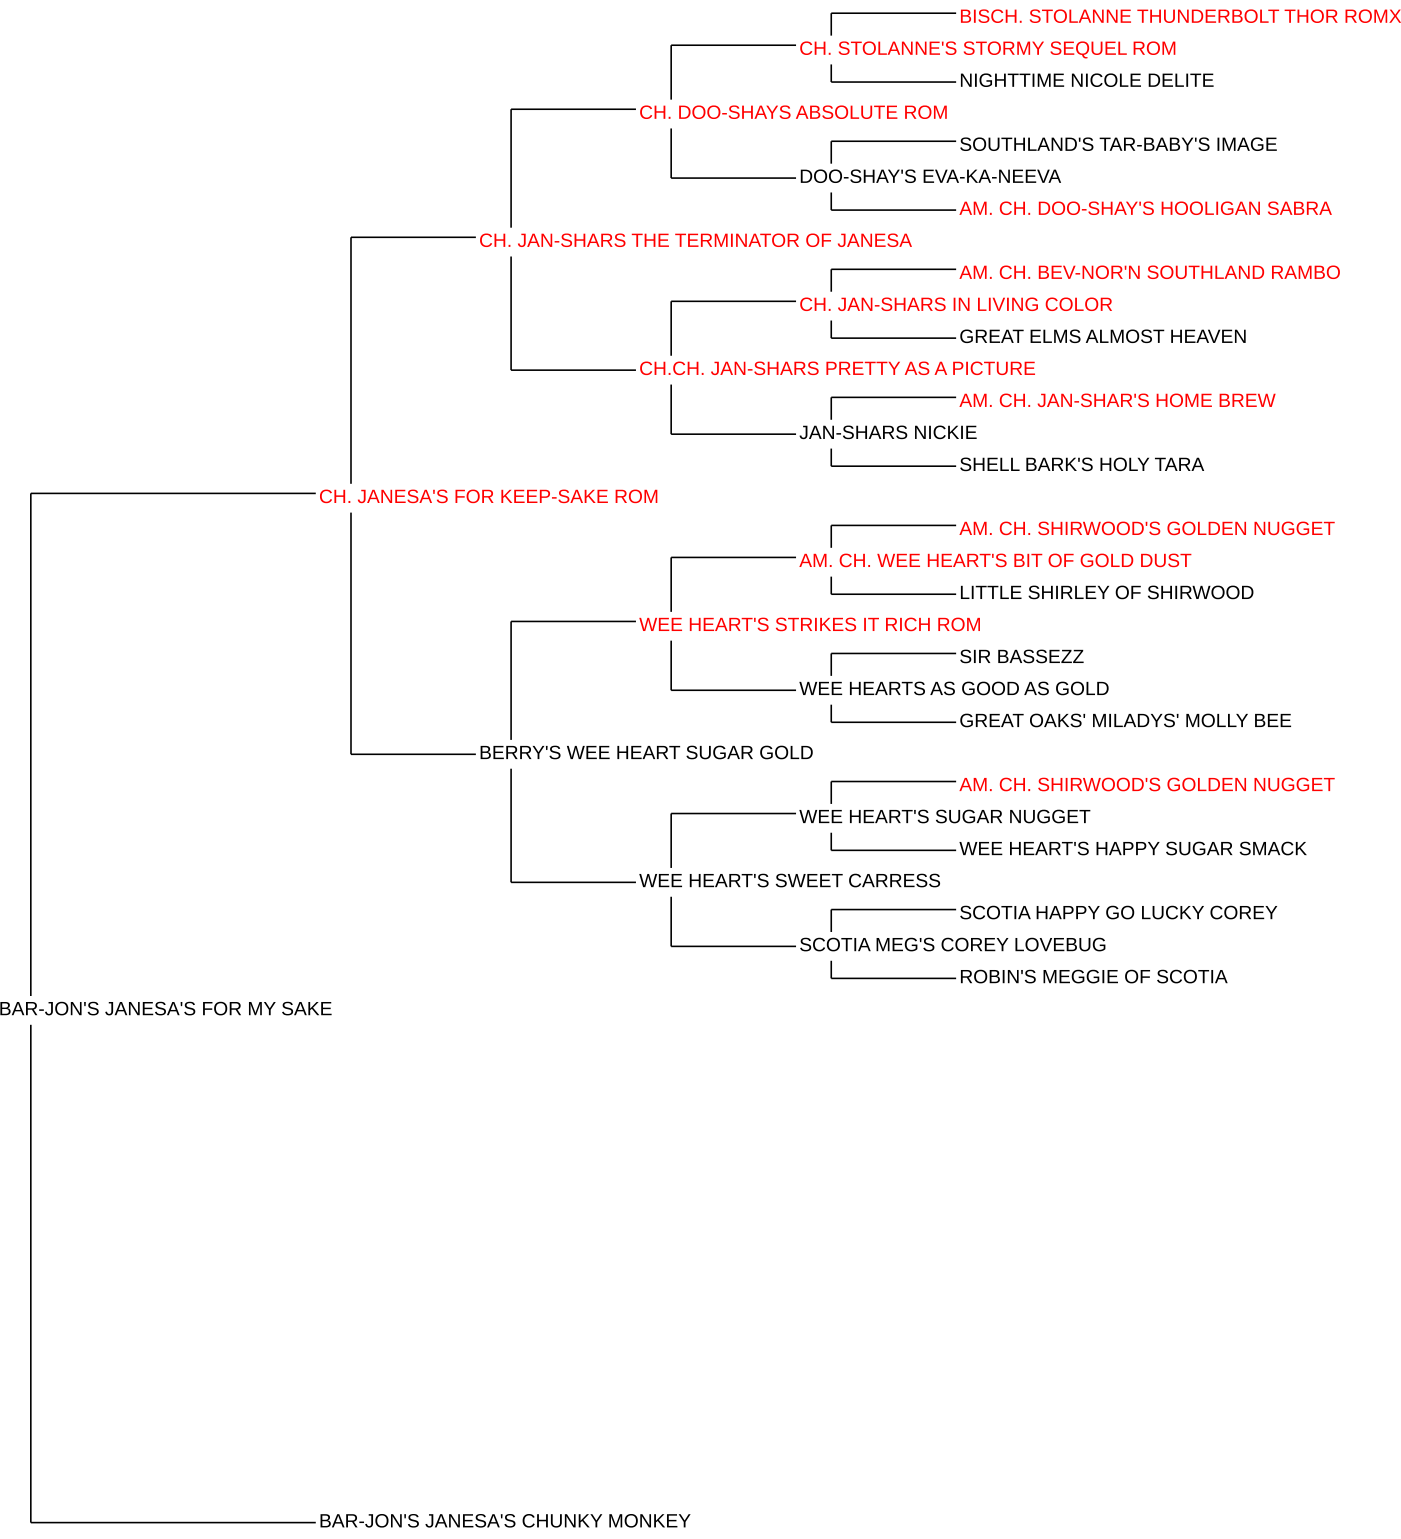 BISCH. STOLANNE THUNDERBOLT THOR ROMX
CH. STOLANNE'S STORMY SEQUEL ROM
NIGHTTIME NICOLE DELITE
CH. DOO-SHAYS ABSOLUTE ROM
SOUTHLAND'S TAR-BABY'S IMAGE
DOO-SHAY'S EVA-KA-NEEVA
AM. CH. DOO-SHAY'S HOOLIGAN SABRA
CH. JAN-SHARS THE TERMINATOR OF JANESA
AM. CH. BEV-NOR'N SOUTHLAND RAMBO
CH. JAN-SHARS IN LIVING COLOR
GREAT ELMS ALMOST HEAVEN
CH.CH. JAN-SHARS PRETTY AS A PICTURE
AM. CH. JAN-SHAR'S HOME BREW
JAN-SHARS NICKIE
SHELL BARK'S HOLY TARA
CH. JANESA'S FOR KEEP-SAKE ROM
AM. CH. SHIRWOOD'S GOLDEN NUGGET
AM. CH. WEE HEART'S BIT OF GOLD DUST
LITTLE SHIRLEY OF SHIRWOOD
WEE HEART'S STRIKES IT RICH ROM
SIR BASSEZZ
WEE HEARTS AS GOOD AS GOLD
GREAT OAKS' MILADYS' MOLLY BEE
BERRY'S WEE HEART SUGAR GOLD
AM. CH. SHIRWOOD'S GOLDEN NUGGET
WEE HEART'S SUGAR NUGGET
WEE HEART'S HAPPY SUGAR SMACK
WEE HEART'S SWEET CARRESS
SCOTIA HAPPY GO LUCKY COREY
SCOTIA MEG'S COREY LOVEBUG
ROBIN'S MEGGIE OF SCOTIA
BAR-JON'S JANESA'S FOR MY SAKE
BAR-JON'S JANESA'S CHUNKY MONKEY